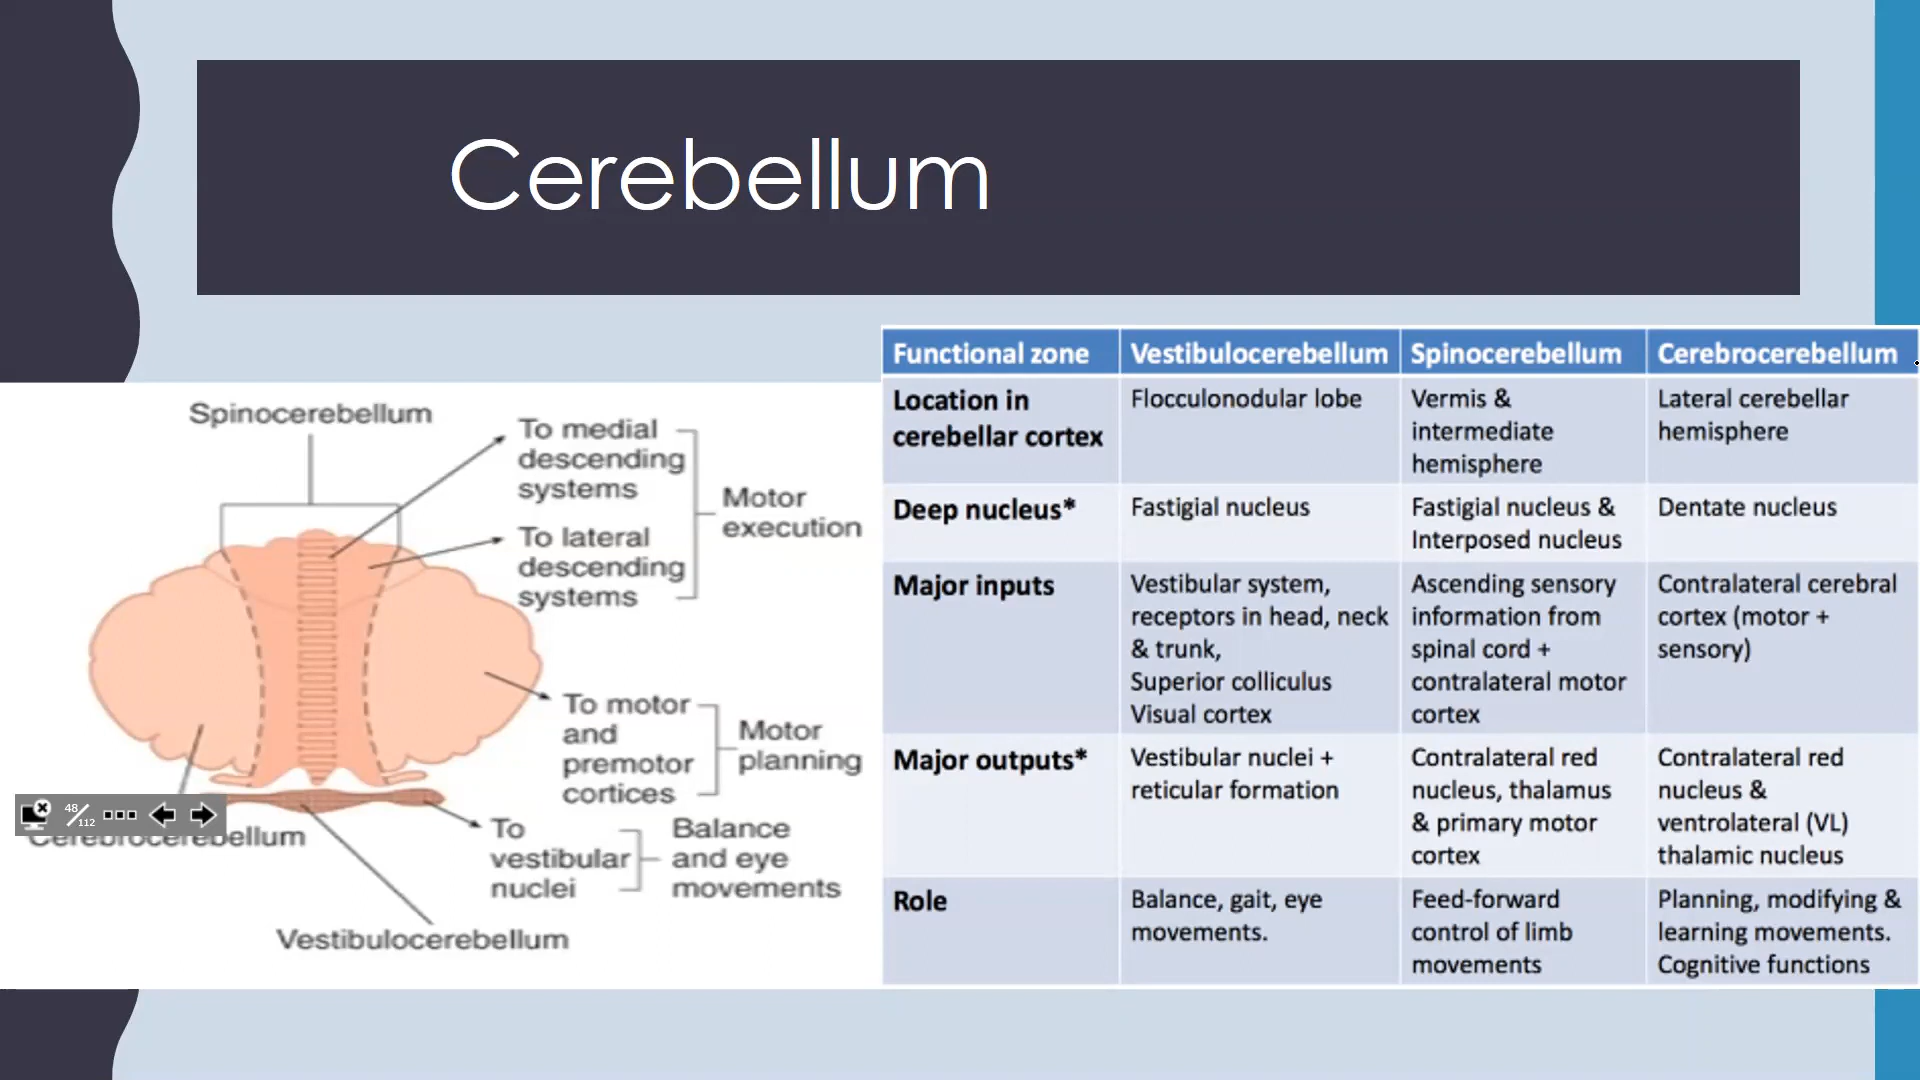 Cerebellum
Spinocerebellum
To medial
descending
systems
To lateral
descending
systems
Motor
execution
To motor
and
premotor
cortices
Motor
planning
To
vestibular
nuclei
Balance
and eye
movements
Cerebrocerebellum
Vestibulocerebellum
48/112
Functional zone Vestibulocerebellum Spinocerebellum Cerebrocerebellum
Location in
cerebellar cortex
Flocculonodular lobe
Vermis &
intermediate
hemisphere
Lateral cerebellar
hemisphere
Deep nucleus*
Fastigial nucleus
Fastigial nucleus &
Interposed nucleus
Dentate nucleus
Major inputs
Vestibular system,
receptors in head, neck
& trunk,
Superior colliculus
Visual cortex
Ascending sensory
information from
spinal cord +
contralateral motor
cortex
Contralateral cerebral
cortex (motor +
sensory)
Major outputs*
Vestibular nuclei +
reticular formation
Contralateral red
nucleus, thalamus
& primary motor
cortex
Contralateral red
nucleus &
ventrolateral (VL)
thalamic nucleus
Role
Balance, gait, eye
movements.
Feed-forward
control of limb
movements
Planning, modifying &
learning movements.
Cognitive functions